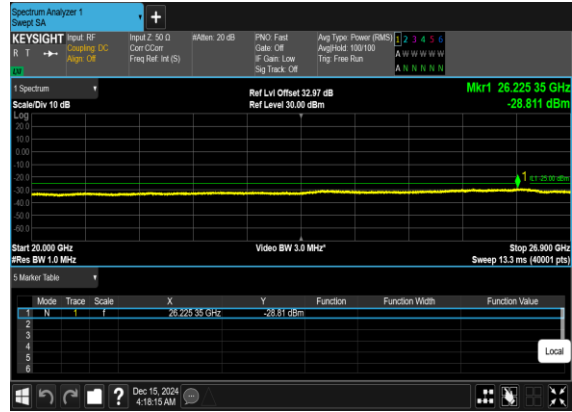 Spectrum Analyzer 1
Swept SA
+
KEYSIGHT Input: RF Input Z: 50 Ω #Atten: 20 dB PNO: Fast Avg Type: Power (RMS) 1 2 3 4 5 6
R T Coupling: DC Corr CCorr Gate: Off Avg|Hold: 100/100 A W W W W W
Align: Off Freq Ref: Int (S) IF Gain: Low Trig: Free Run
LW Sig Track: Off A N N N N N
1 Spectrum Ref Lvl Offset 32.97 dB Mkr1 26.225 35 GHz
Scale/Div 10 dB Ref Level 30.00 dBm -28.811 dBm
Log
20.0
10.0
0.00
-10.0
-20.0 1
-30.0
-40.0
-50.0
-60.0
Start 20.000 GHz Video BW 3.0 MHz* Stop 26.900 GHz
#Res BW 1.0 MHz Sweep 13.3 ms (40001 pts)
5 Marker Table
Mode Trace Scale X Y Function Function Width Function Value
1 N 1 f 26.225 35 GHz -28.81 dBm
2
3
4
5
6
Local
? Dec 15, 2024
4:18:15 AM